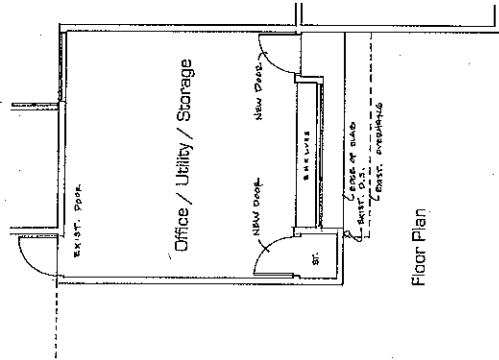 EXIST. DOOR
Office / Utility / Storage
NEW DOOR
NEW DOOR
SHELVES
ST.
EDGE OF SLAB
EXIST. D.S.
EXIST. OVERHANG
Floor Plan